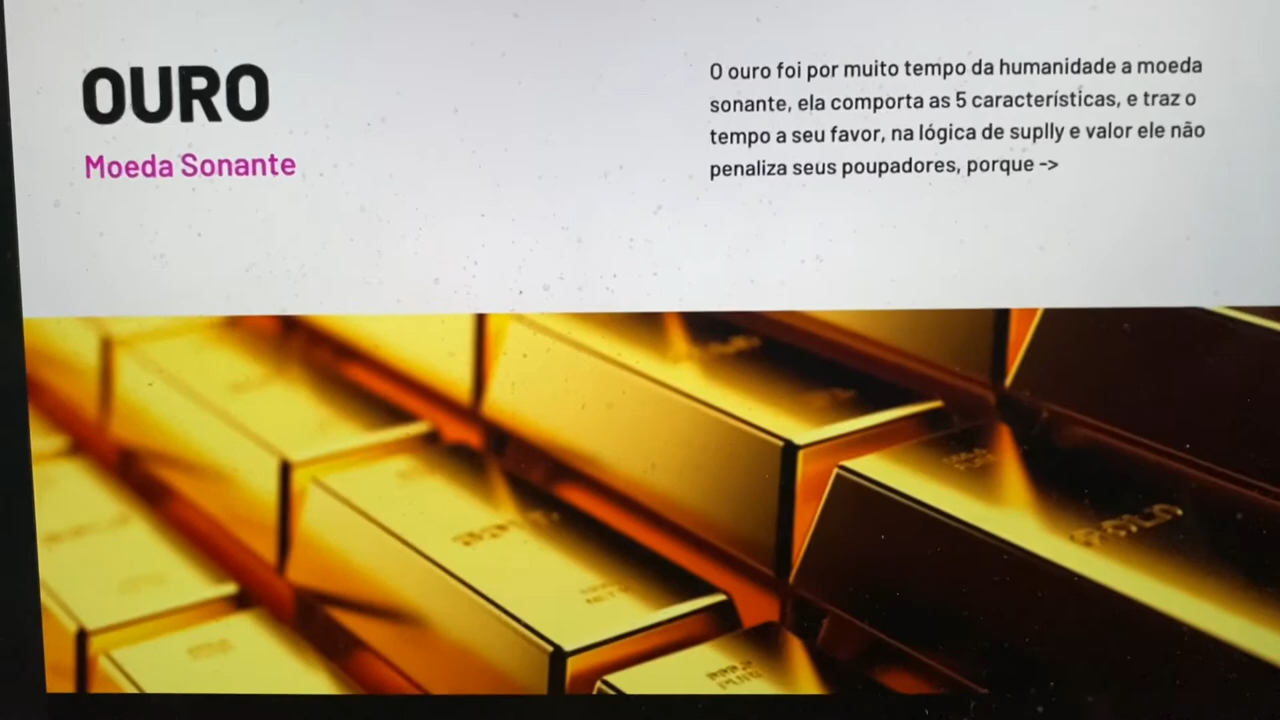 OURO
Moeda Sonante
O ouro foi por muito tempo da humanidade a moeda
sonante, ela comporta as 5 características, e traz o
tempo a seu favor, na lógica de suplly e valor ele não
penaliza seus poupadores, porque ->